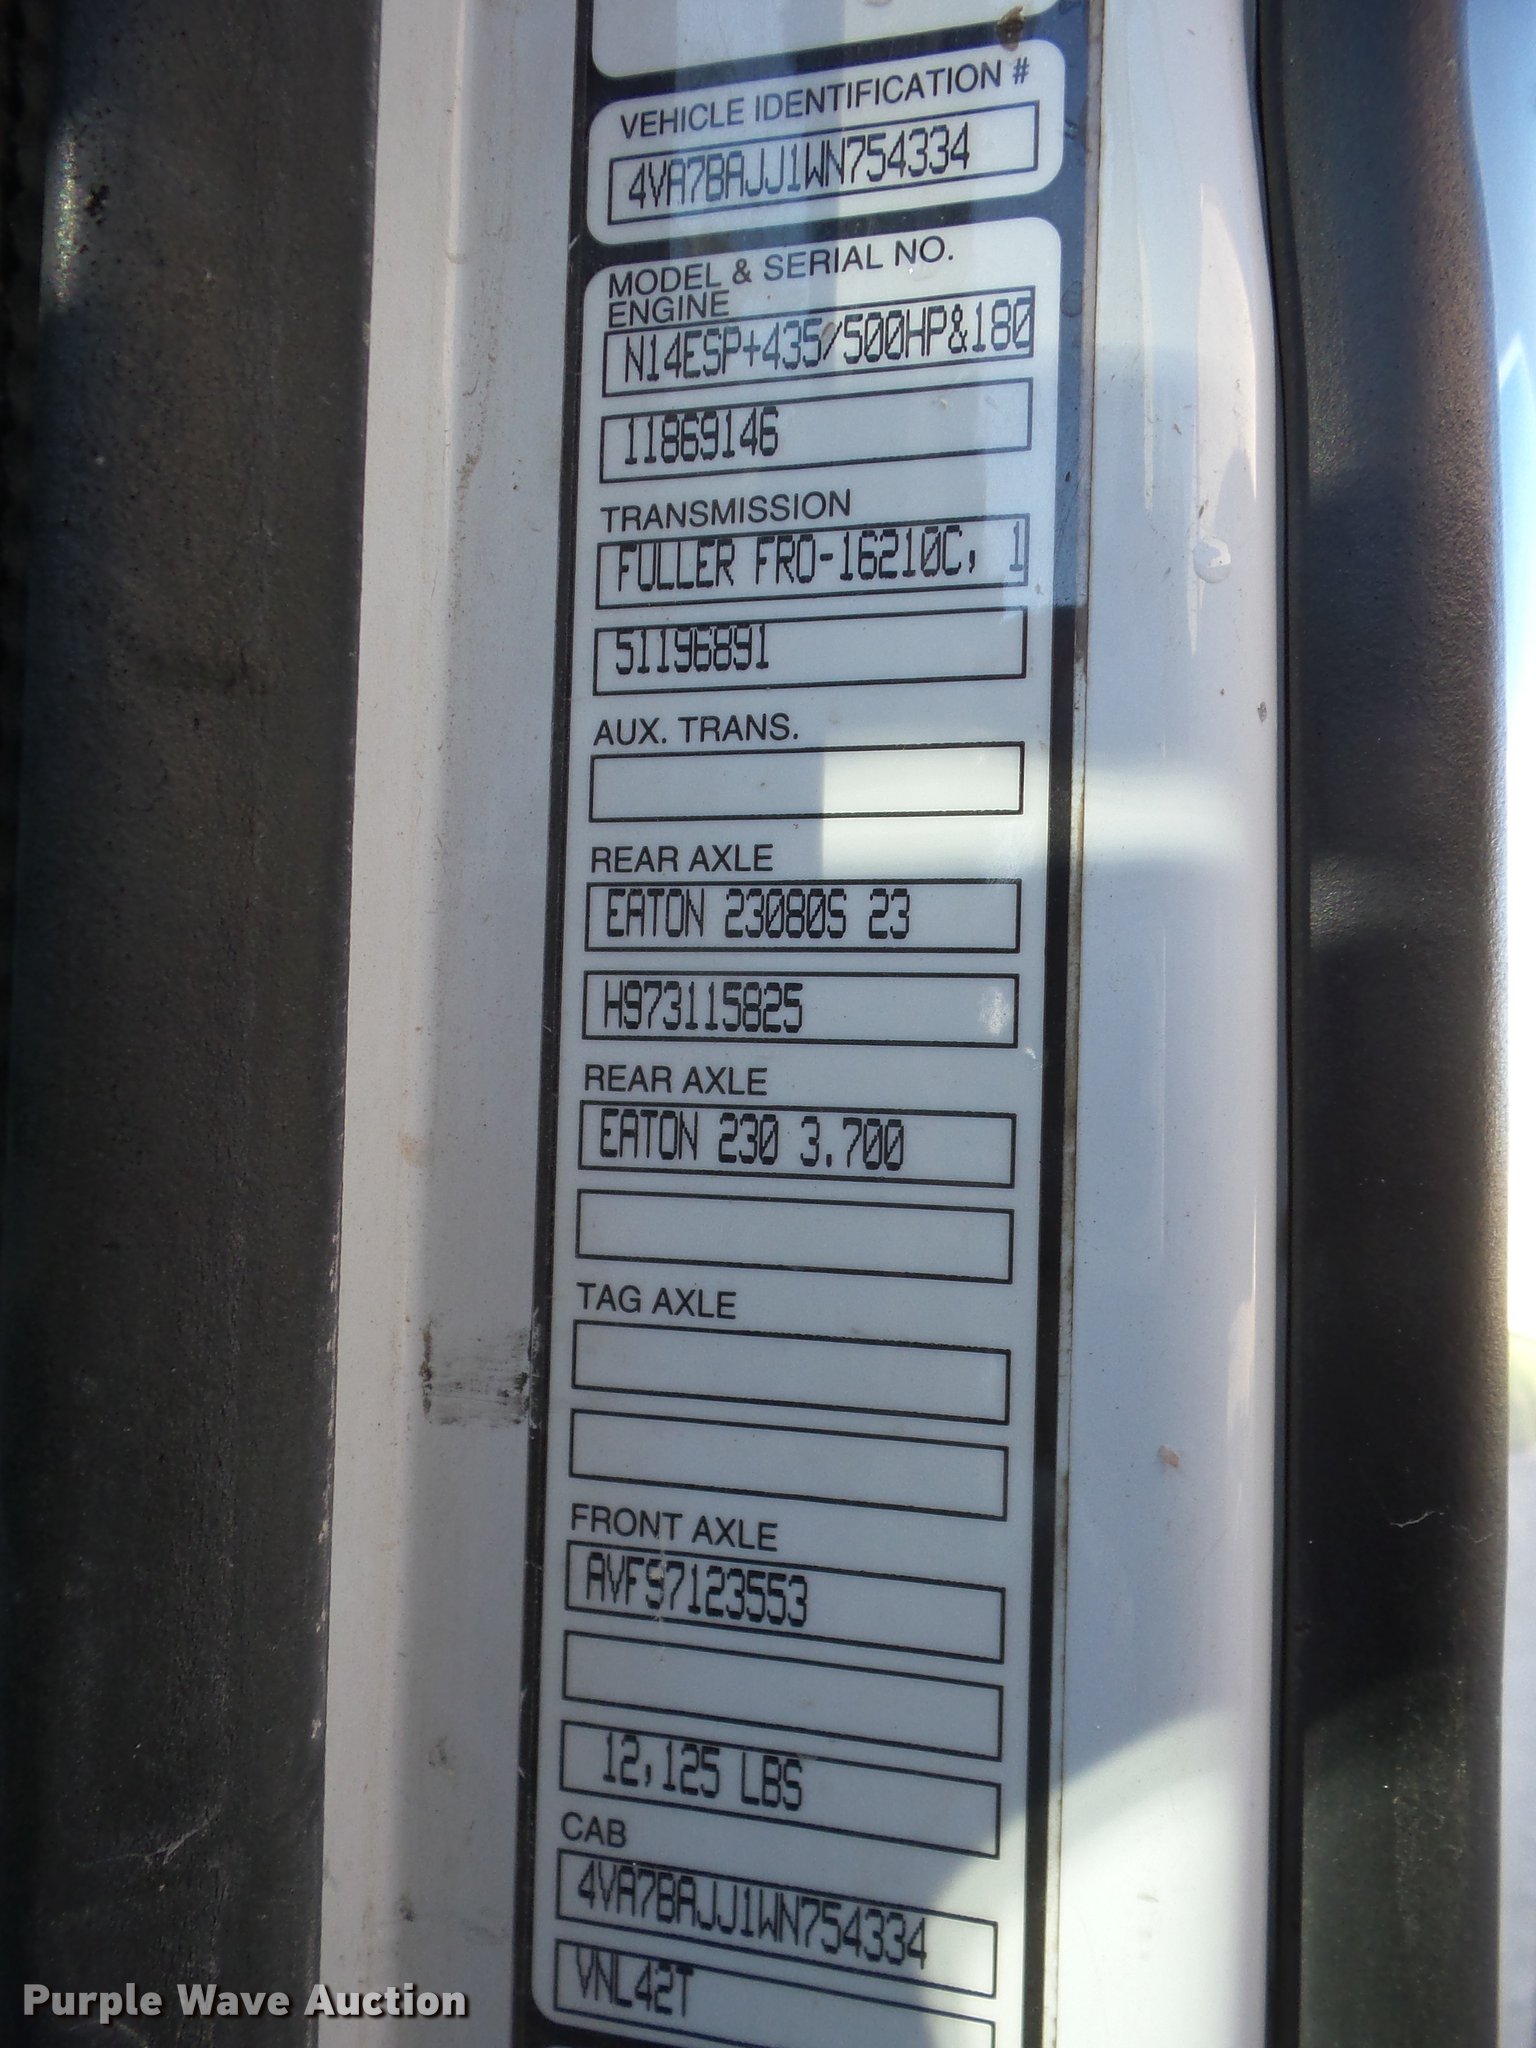 VEHICLE IDENTIFICATION #
4VA7BAJJ1WN754334
MODEL & SERIAL NO.
ENGINE
N14ESP+435/500HP&180
11869146
TRANSMISSION
FULLER FRO-16210C, 1
51196891
AUX. TRANS.
REAR AXLE
EATON 23080S 23
H973115825
REAR AXLE
EATON 230 3.700
TAG AXLE
FRONT AXLE
AVF97123553
12,125 LBS
CAB
4VA7BAJJ1WN754334
VNL42T
Purple Wave Auction